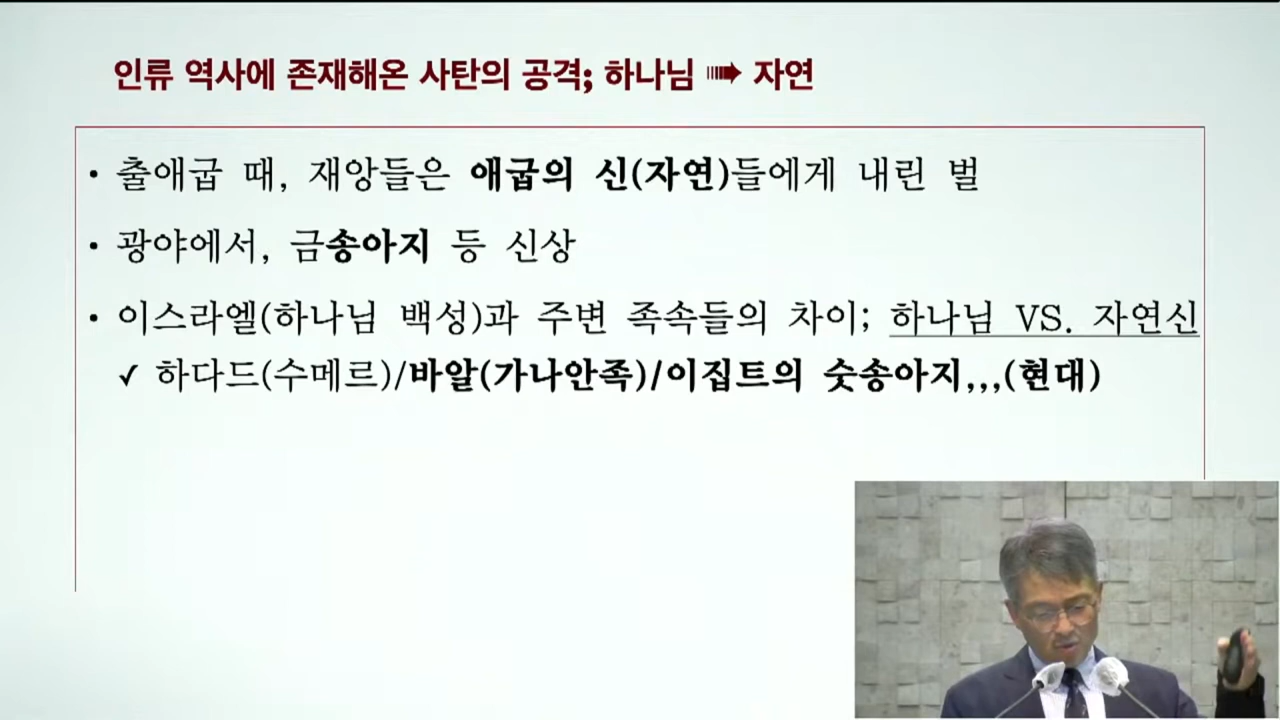 인류 역사에 존재해온 사탄의 공격; 하나님 ➠ 자연
• 출애굽 때, 재앙들은 애굽의 신(자연)들에게 내린 벌
• 광야에서, 금송아지 등 신상
• 이스라엘(하나님 백성)과 주변 족속들의 차이; 하나님 VS. 자연신
✓ 하다드(수메르)/바알(가나안족)/이집트의 숫송아지,,,(현대)